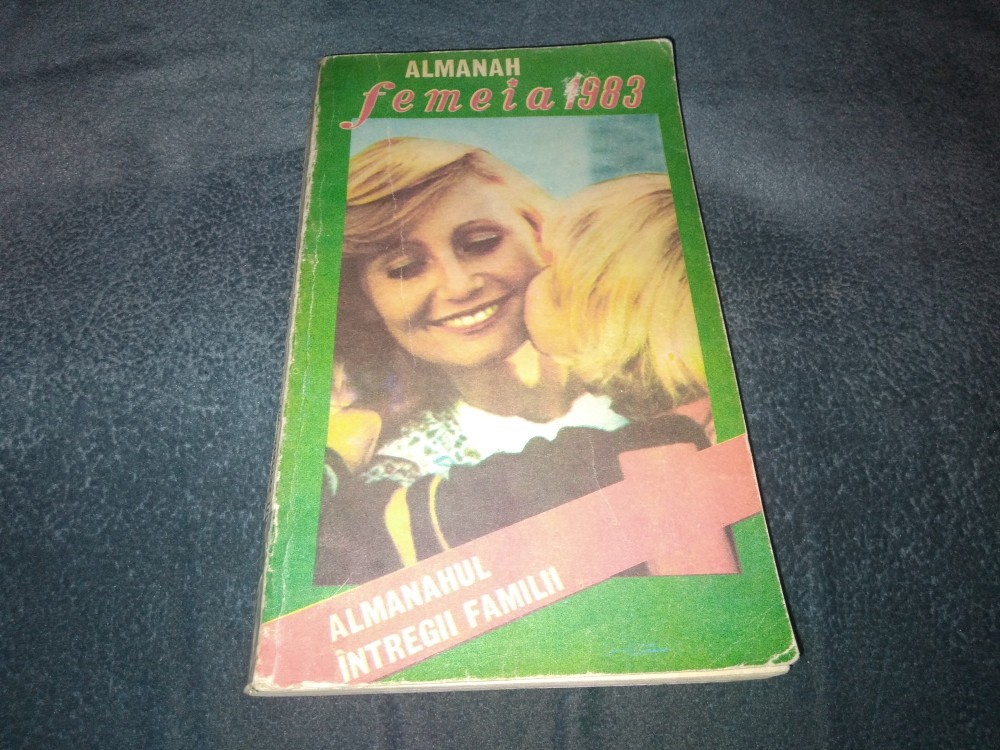 ALMANAH
femeia 1983
ALMANAHUL
ÎNTREGII FAMILII